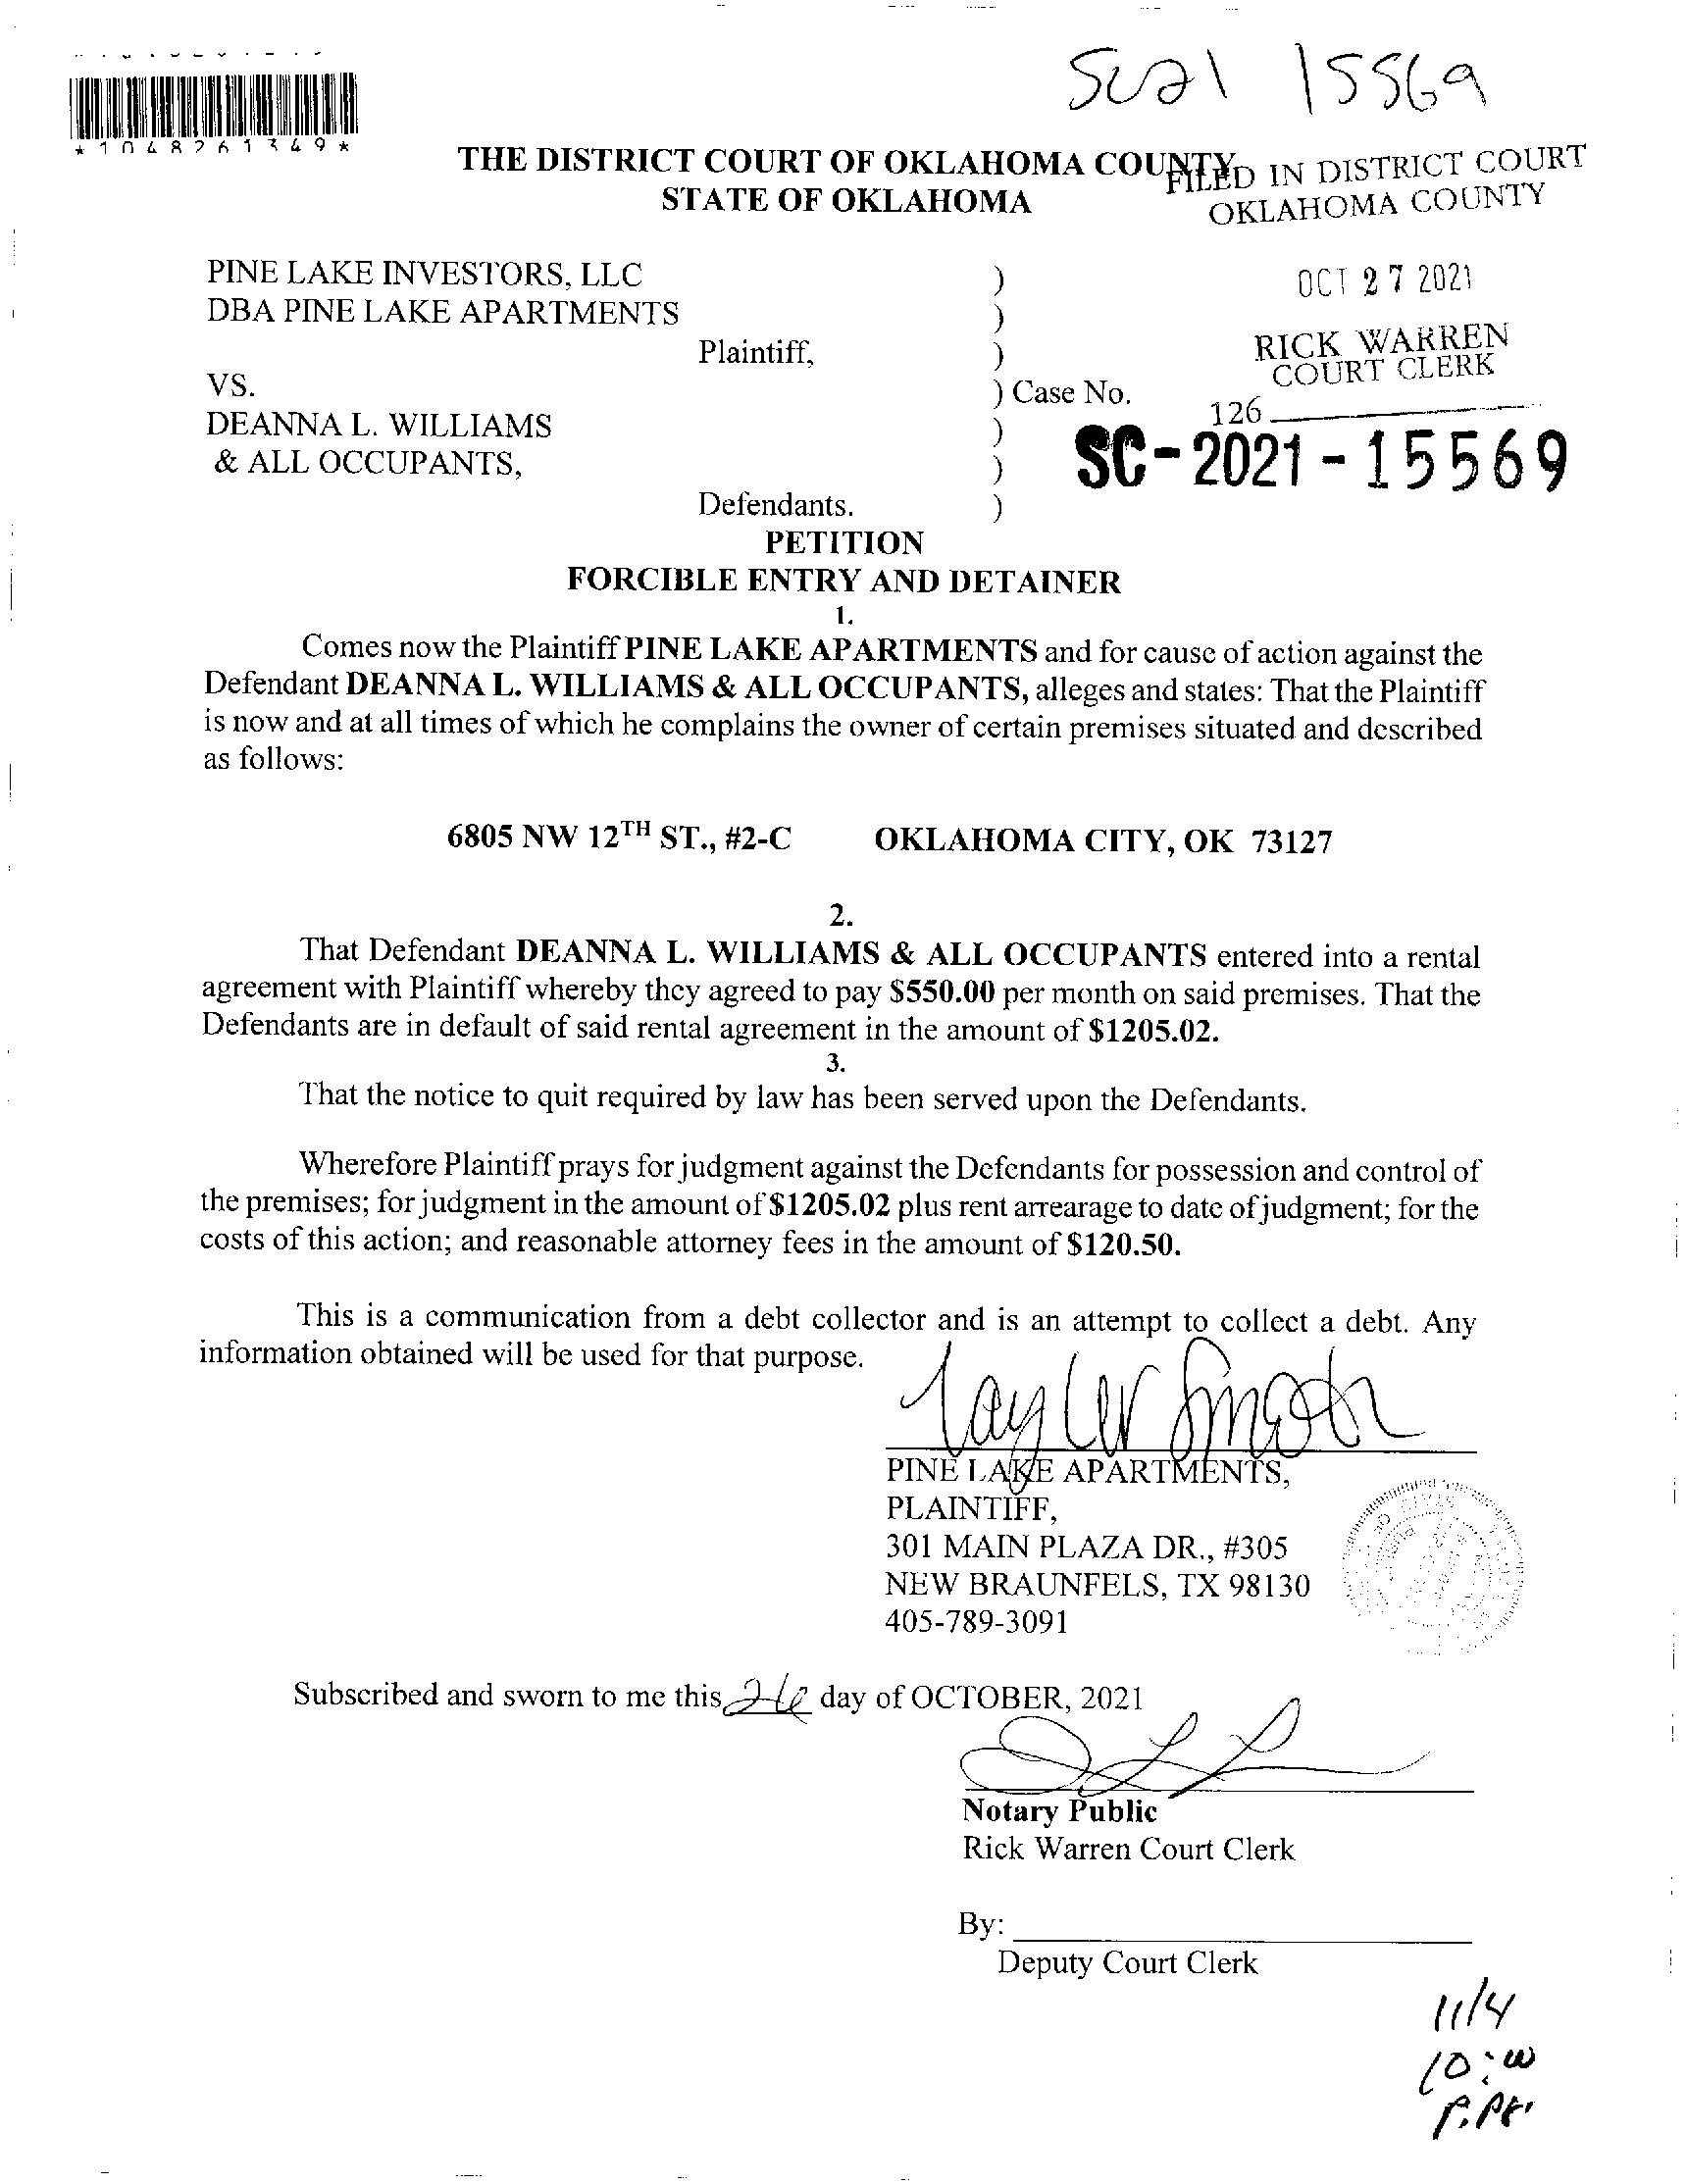 SC21 15569
*1048261349*
THE DISTRICT COURT OF OKLAHOMA COUNTY
STATE OF OKLAHOMA
FILED IN DISTRICT COURT
OKLAHOMA COUNTY
OCT 27 2021
RICK WARREN
COURT CLERK
126
PINE LAKE INVESTORS, LLC )
DBA PINE LAKE APARTMENTS )
Plaintiff, )
VS. ) Case No.
DEANNA L. WILLIAMS )
& ALL OCCUPANTS, )
Defendants. )
SC-2021-15569
PETITION
FORCIBLE ENTRY AND DETAINER
1.
Comes now the Plaintiff PINE LAKE APARTMENTS and for cause of action against the
Defendant DEANNA L. WILLIAMS & ALL OCCUPANTS, alleges and states: That the Plaintiff
is now and at all times of which he complains the owner of certain premises situated and described
as follows:
6805 NW 12TH ST., #2-C OKLAHOMA CITY, OK 73127
2.
That Defendant DEANNA L. WILLIAMS & ALL OCCUPANTS entered into a rental
agreement with Plaintiff whereby they agreed to pay $550.00 per month on said premises. That the
Defendants are in default of said rental agreement in the amount of $1205.02.
3.
That the notice to quit required by law has been served upon the Defendants.
Wherefore Plaintiff prays for judgment against the Defendants for possession and control of
the premises; for judgment in the amount of $1205.02 plus rent arrearage to date of judgment; for the
costs of this action; and reasonable attorney fees in the amount of $120.50.
This is a communication from a debt collector and is an attempt to collect a debt. Any
information obtained will be used for that purpose.
PINE LAKE APARTMENTS,
PLAINTIFF,
301 MAIN PLAZA DR., #305
NEW BRAUNFELS, TX 98130
405-789-3091
Subscribed and sworn to me this 26 day of OCTOBER, 2021
Notary Public
Rick Warren Court Clerk
By:
Deputy Court Clerk
11/4
10:00